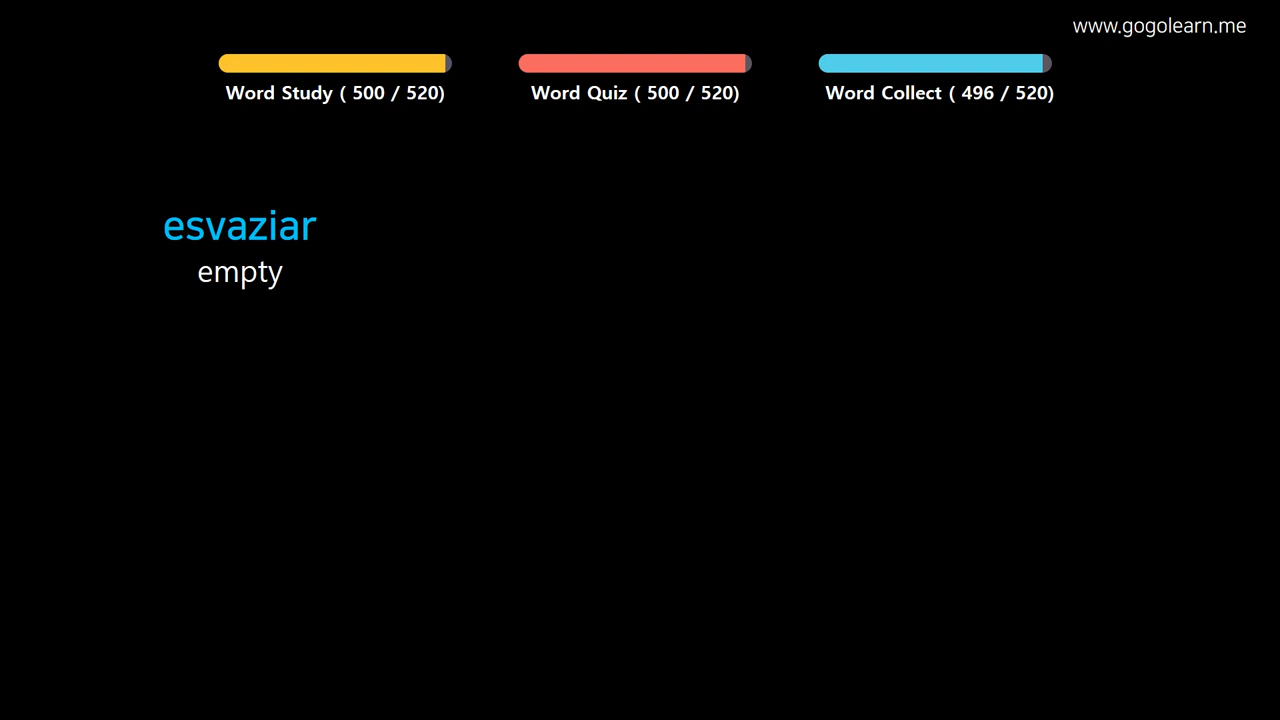 www.gogolearn.me
Word Study ( 500 / 520)
Word Quiz ( 500 / 520)
Word Collect ( 496 / 520)
esvaziar
empty